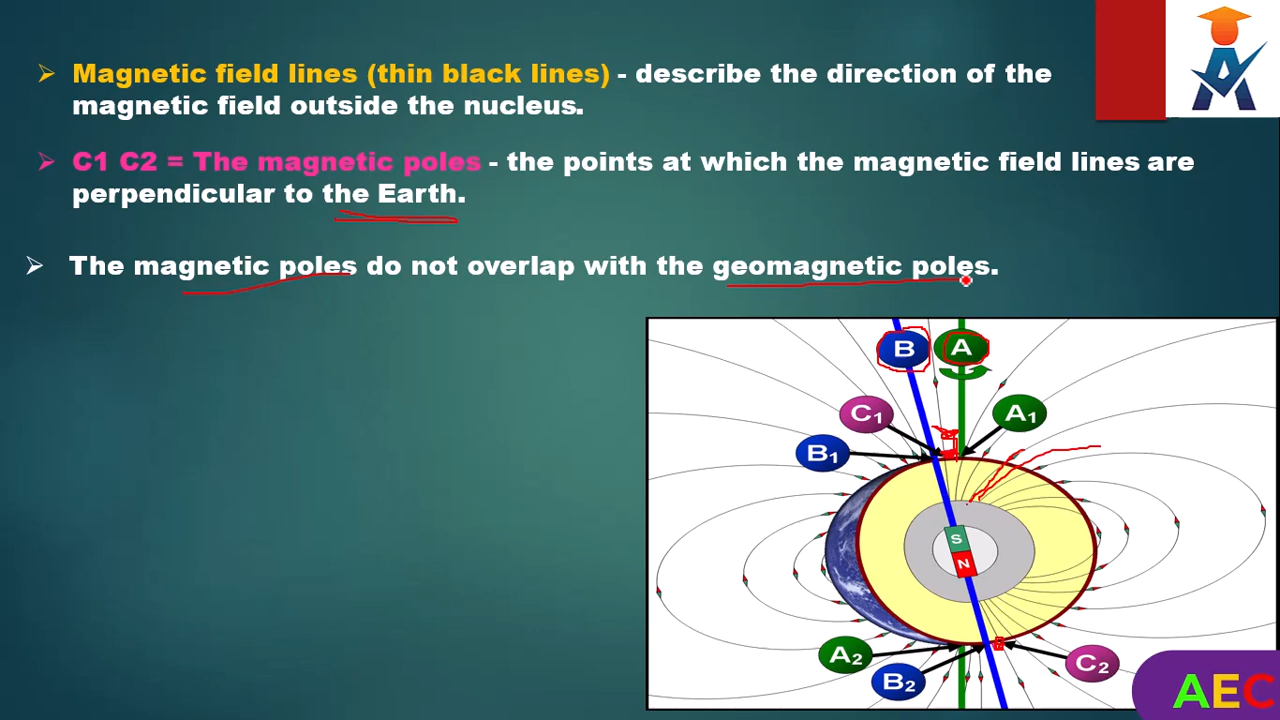 Magnetic field lines (thin black lines) - describe the direction of the
magnetic field outside the nucleus.
C1 C2 = The magnetic poles - the points at which the magnetic field lines are
perpendicular to the Earth.
The magnetic poles do not overlap with the geomagnetic poles.
B A
C1 A1
B1
S
N
A2 C2
B2
AEC